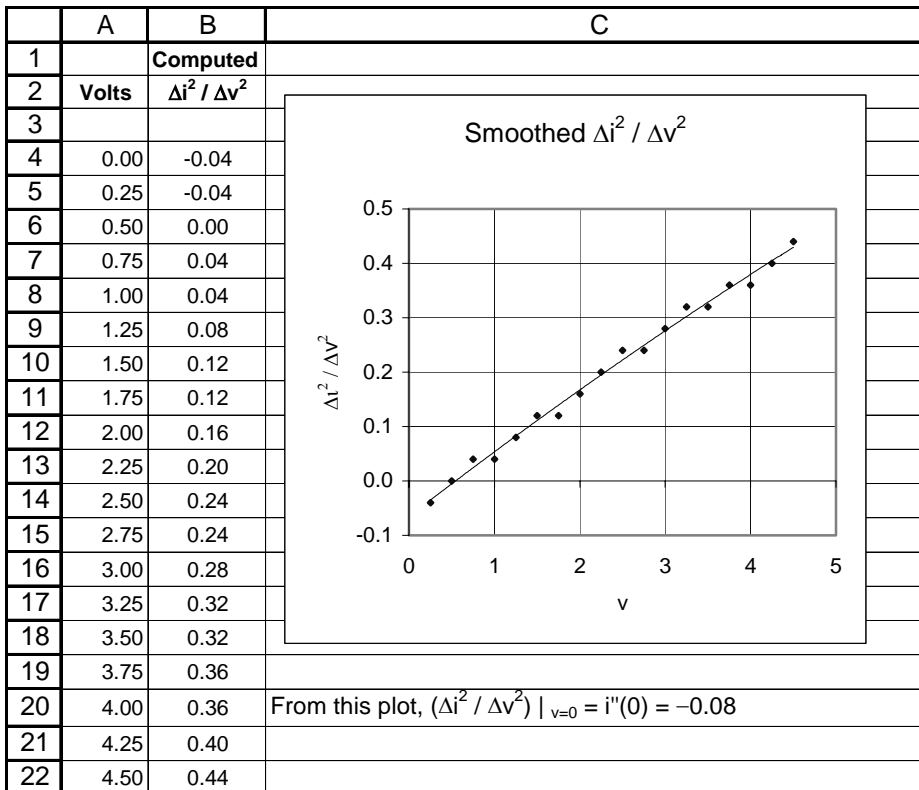 A B C
1 Computed
2 Volts Δi² / Δv²
3
4 0.00 -0.04
5 0.25 -0.04
6 0.50 0.00
7 0.75 0.04
8 1.00 0.04
9 1.25 0.08
10 1.50 0.12
11 1.75 0.12
12 2.00 0.16
13 2.25 0.20
14 2.50 0.24
15 2.75 0.24
16 3.00 0.28
17 3.25 0.32
18 3.50 0.32
19 3.75 0.36
20 4.00 0.36 From this plot, (Δi² / Δv²) | v=0 = i"(0) = −0.08
21 4.25 0.40
22 4.50 0.44
Smoothed Δi² / Δv²
0.5
0.4
0.3
0.2
0.1
0.0
-0.1
Δι² / Δv²
0 1 2 3 4 5
v